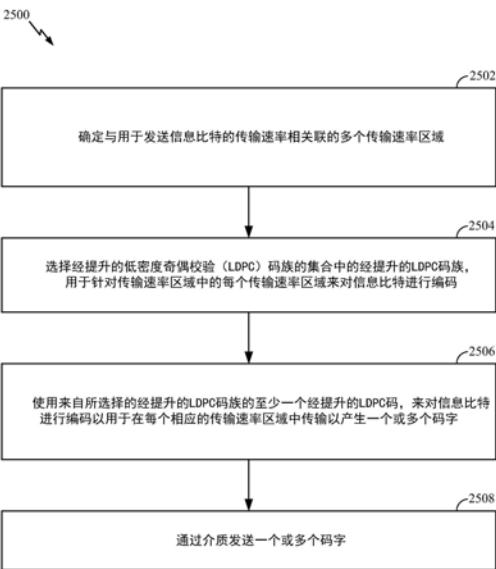 2500
2502
确定与用于发送信息比特的传输速率相关联的多个传输速率区域
2504
选择经提升的低密度奇偶校验（LDPC）码族的集合中的经提升的LDPC码族，
用于针对传输速率区域中的每个传输速率区域来对信息比特进行编码
2506
使用来自所选择的经提升的LDPC码族的至少一个经提升的LDPC码，来对信息比特
进行编码以用于在每个相应的传输速率区域中传输以产生一个或多个码字
2508
通过介质发送一个或多个码字